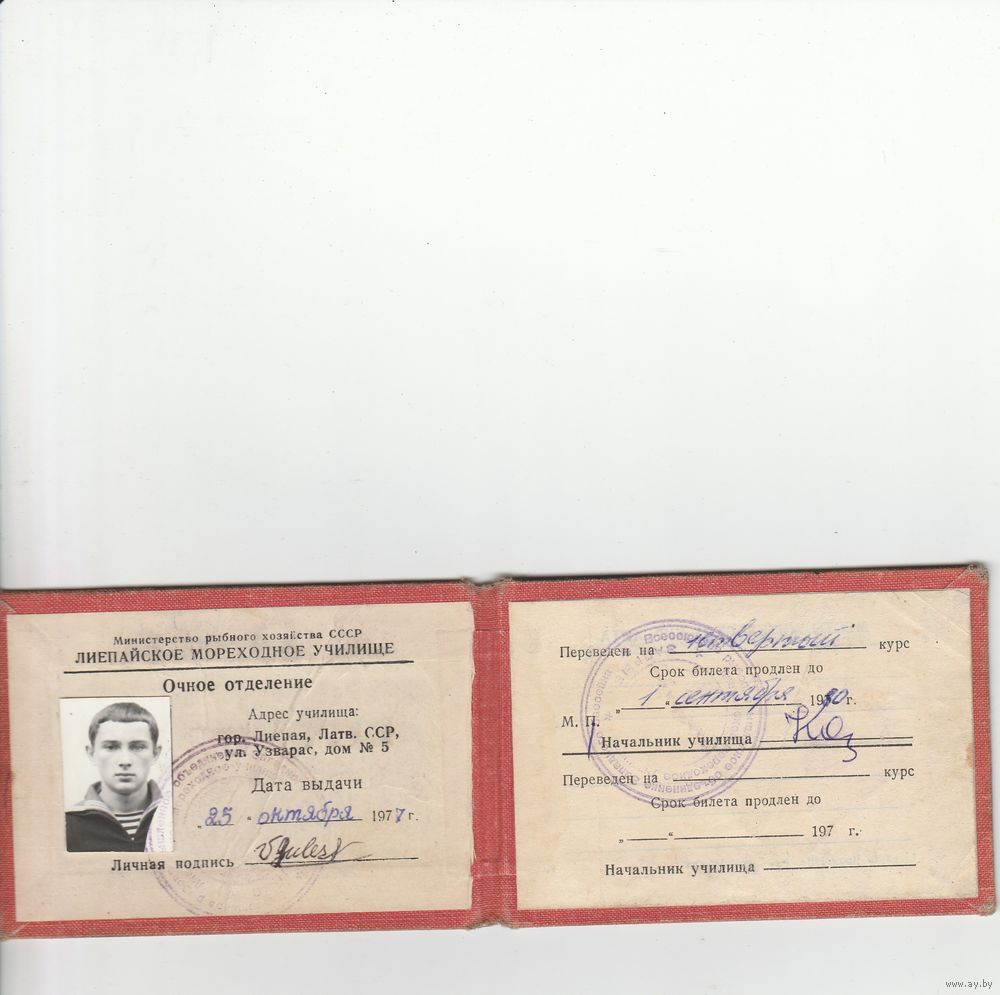 Министерство рыбного хозяйства СССР
ЛИЕПАЙСКОЕ МОРЕХОДНОЕ УЧИЛИЩЕ
Очное отделение
Адрес училища:
гор. Лиепая, Латв. ССР,
ул. Узварас, дом № 5
Дата выдачи
„25“ октября 1977 г.
Личная подпись
Переведен на четвертый курс
Срок билета продлен до
„1“ сентября 1980 г.
М. П.
Начальник училища
Переведен на курс
Срок билета продлен до
„ “ 197 г.
Начальник училища
www.ay.by